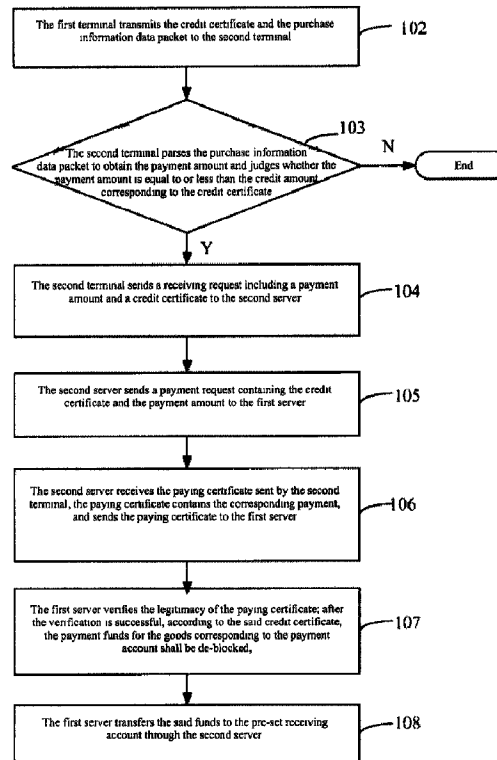 The first terminal transmits the credit certificate and the purchase
information data packet to the second terminal
102
103
The second terminal parses the purchase information
data packet to obtain the payment amount and judges whether the
payment amount is equal to or less than the credit amount
corresponding to the credit certificate
N
End
Y
The second terminal sends a receiving request including a payment
amount and a credit certificate to the second server
104
The second server sends a payment request containing the credit
certificate and the payment amount to the first server
105
The second server receives the paying certificate sent by the second
terminal, the paying certificate contains the corresponding payment,
and sends the paying certificate to the first server
106
The first server verifies the legitimacy of the paying certificate; after
the verification is successful, according to the said credit certificate,
the payment funds for the goods corresponding to the payment
account shall be de-blocked,
107
The first server transfers the said funds to the pre-set receiving
account through the second server
108